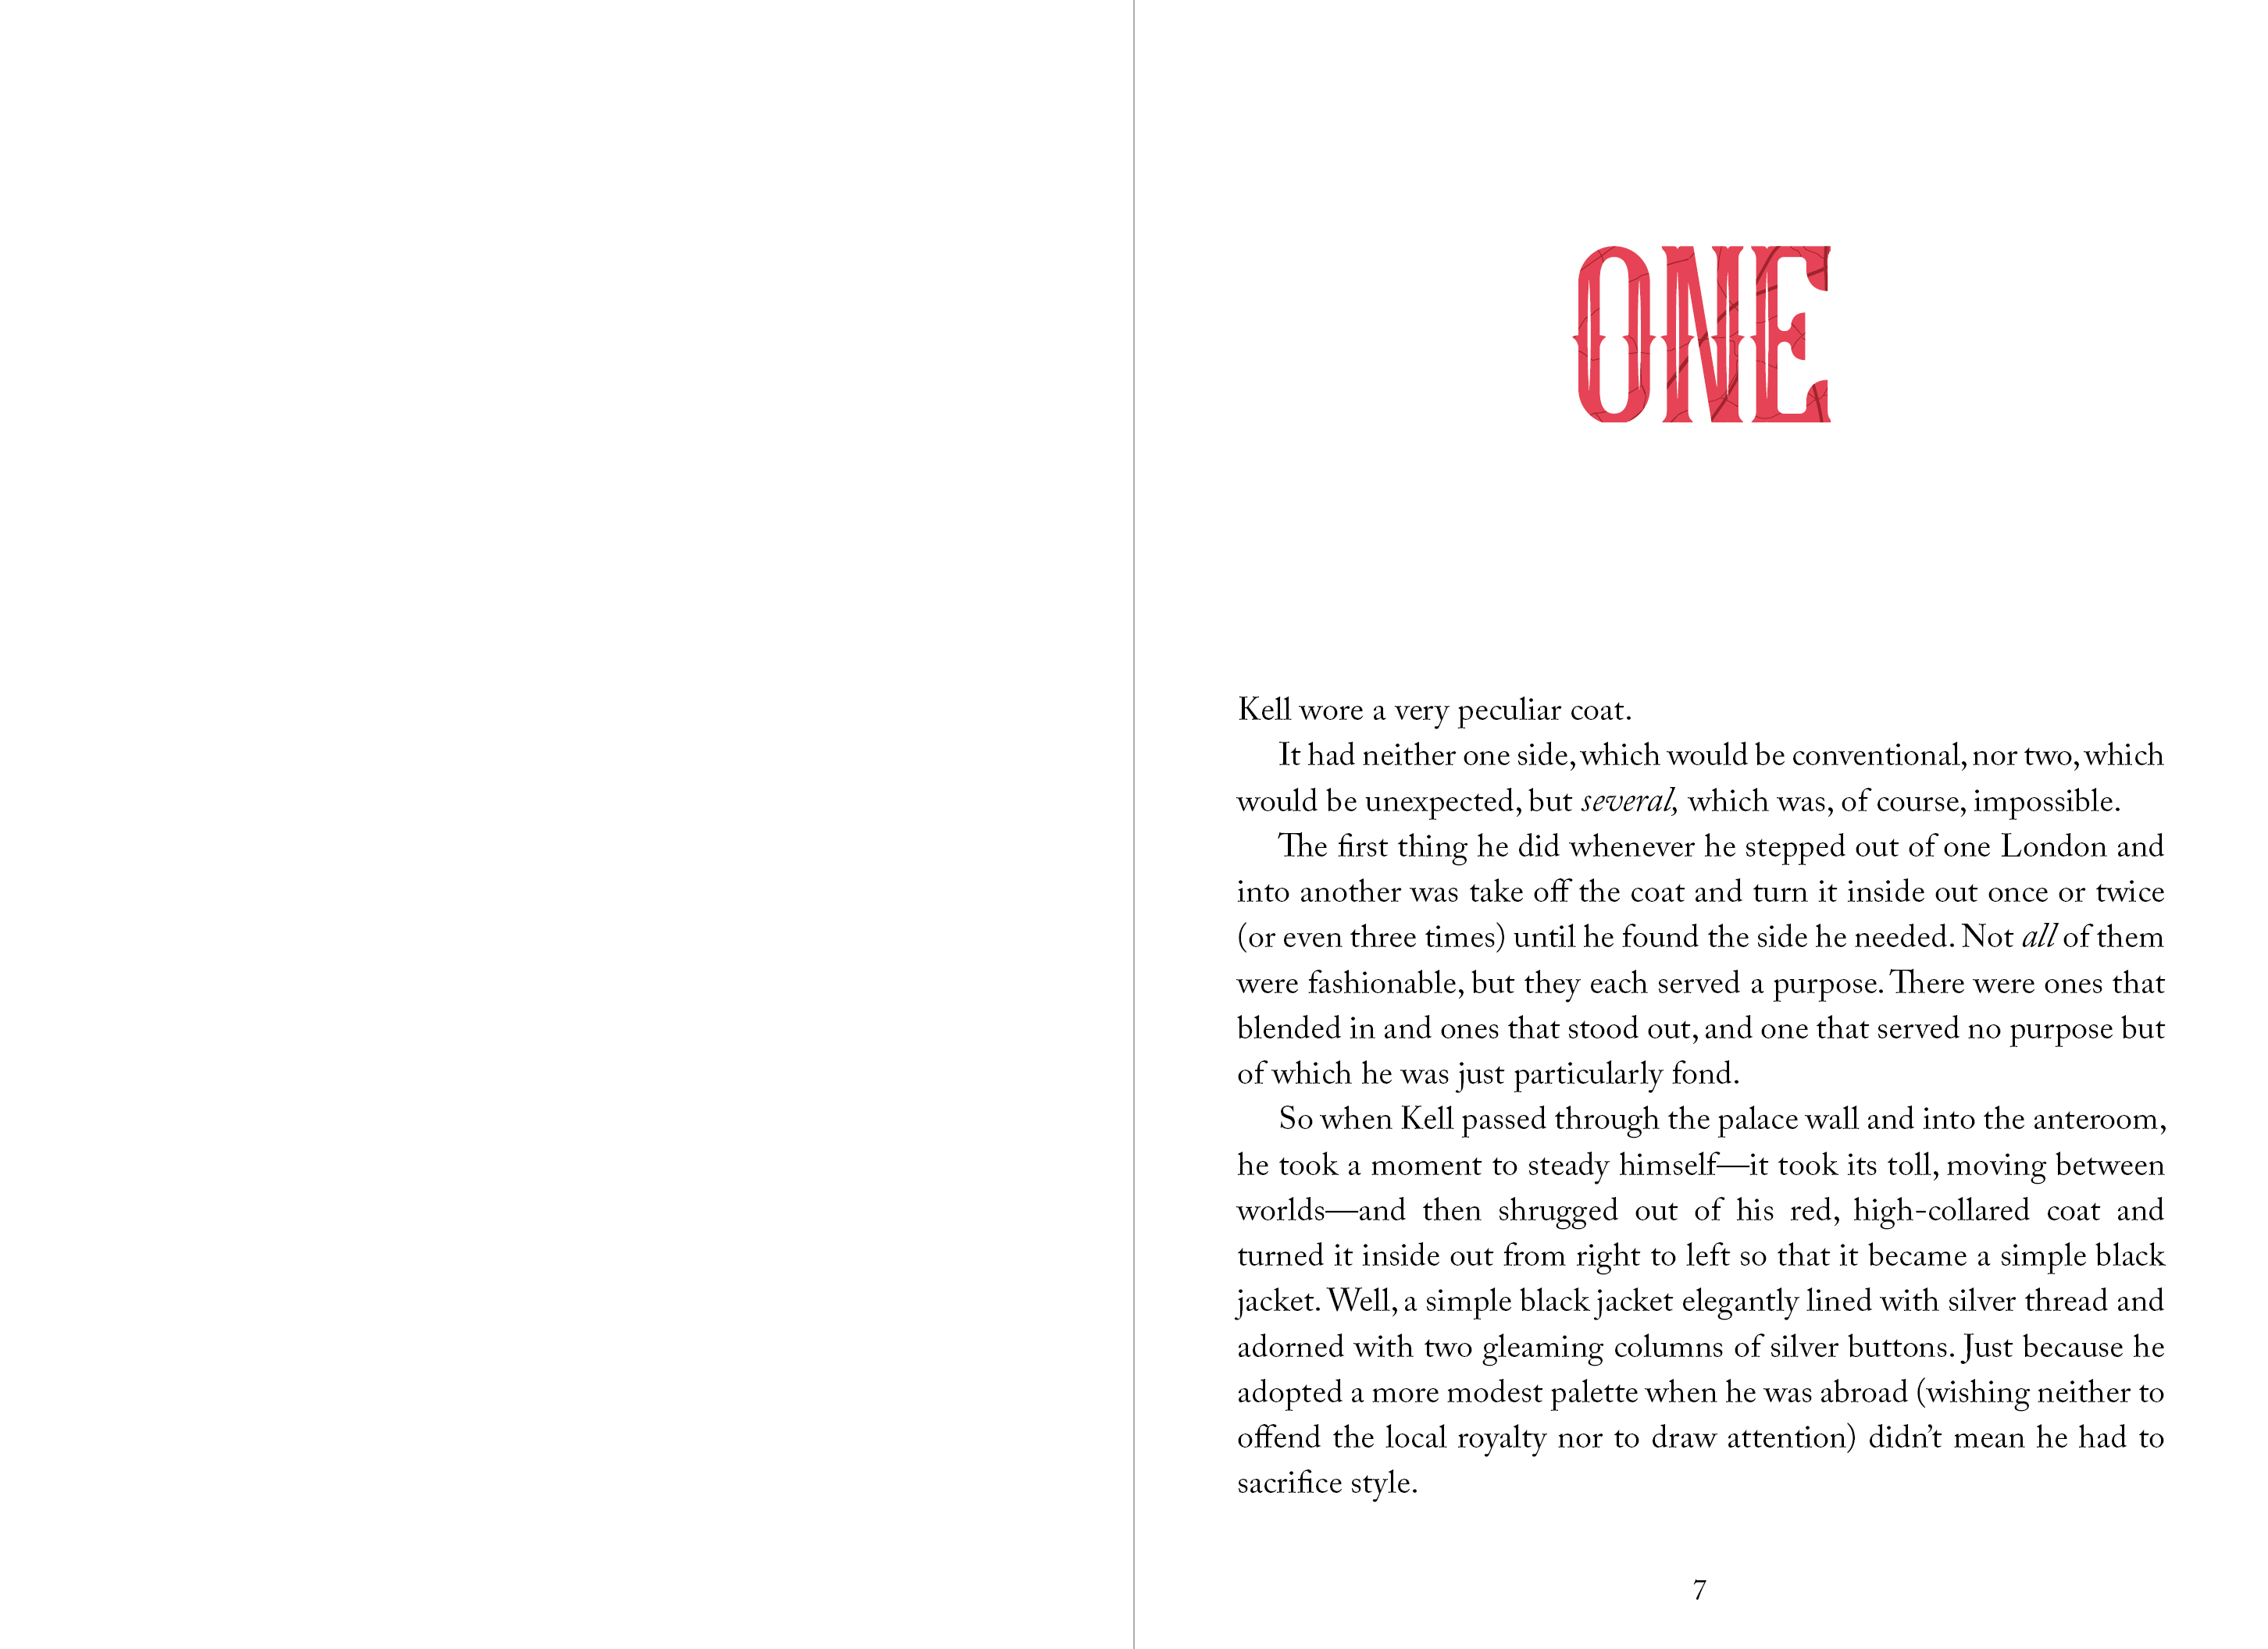 ONE
Kell wore a very peculiar coat.
It had neither one side, which would be conventional, nor two, which
would be unexpected, but several, which was, of course, impossible.
The first thing he did whenever he stepped out of one London and
into another was take off the coat and turn it inside out once or twice
(or even three times) until he found the side he needed. Not all of them
were fashionable, but they each served a purpose. There were ones that
blended in and ones that stood out, and one that served no purpose but
of which he was just particularly fond.
So when Kell passed through the palace wall and into the anteroom,
he took a moment to steady himself—it took its toll, moving between
worlds—and then shrugged out of his red, high-collared coat and
turned it inside out from right to left so that it became a simple black
jacket. Well, a simple black jacket elegantly lined with silver thread and
adorned with two gleaming columns of silver buttons. Just because he
adopted a more modest palette when he was abroad (wishing neither to
offend the local royalty nor to draw attention) didn’t mean he had to
sacrifice style.
7